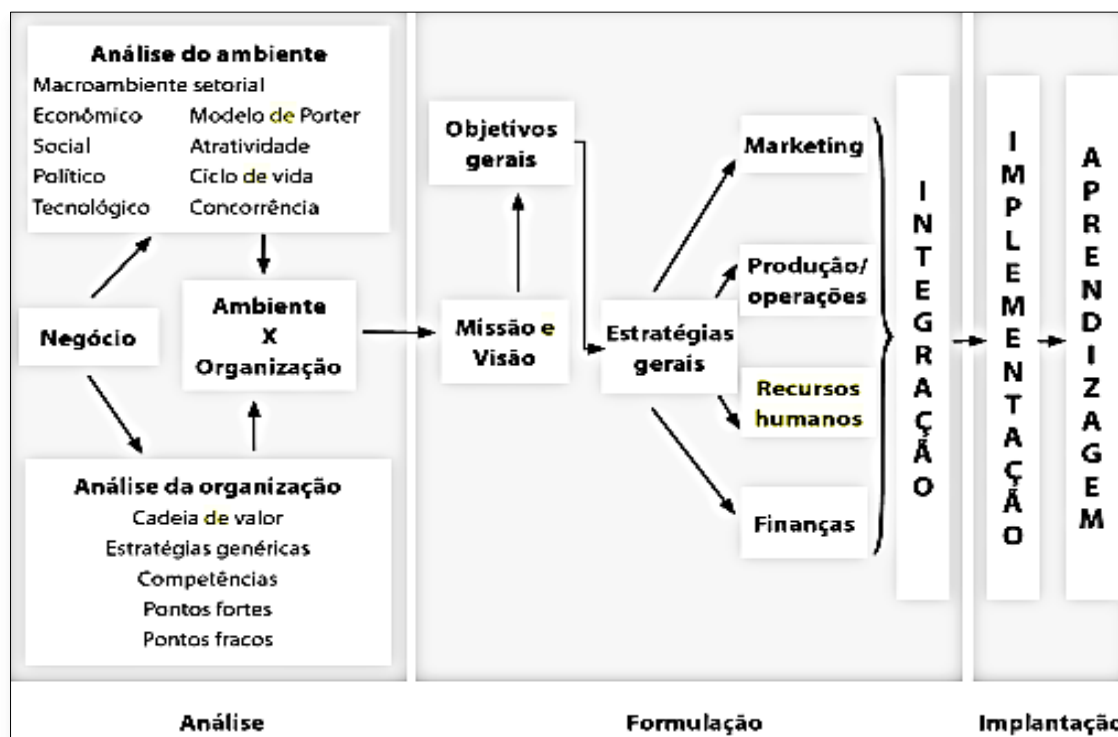 Análise do ambiente
Macroambiente setorial
Econômico Modelo de Porter
Social Atratividade
Político Ciclo de vida
Tecnológico Concorrência
Negócio
Ambiente
X
Organização
Análise da organização
Cadeia de valor
Estratégias genéricas
Competências
Pontos fortes
Pontos fracos
Análise
Objetivos
gerais
Missão e
Visão
Estratégias
gerais
Marketing
Produção/
operações
Recursos
humanos
Finanças
INTEGRAÇÃO
Formulação
IMPLEMENTAÇÃO
APRENDIZAGEM
Implantação